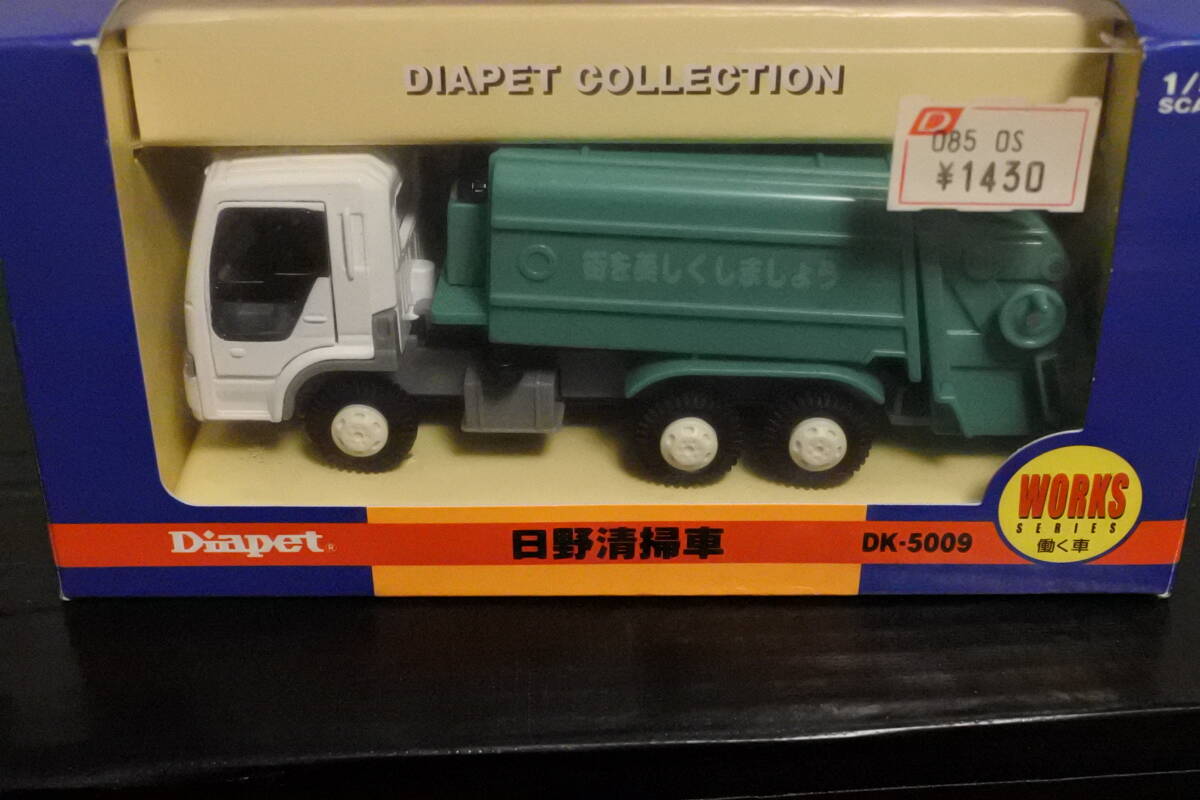 DIAPET COLLECTION
1/
SCA
D
085 OS
¥1430
街を美しくしましょう
WORKS
SERIES
働く車
Diapet®
日野清掃車
DK-5009